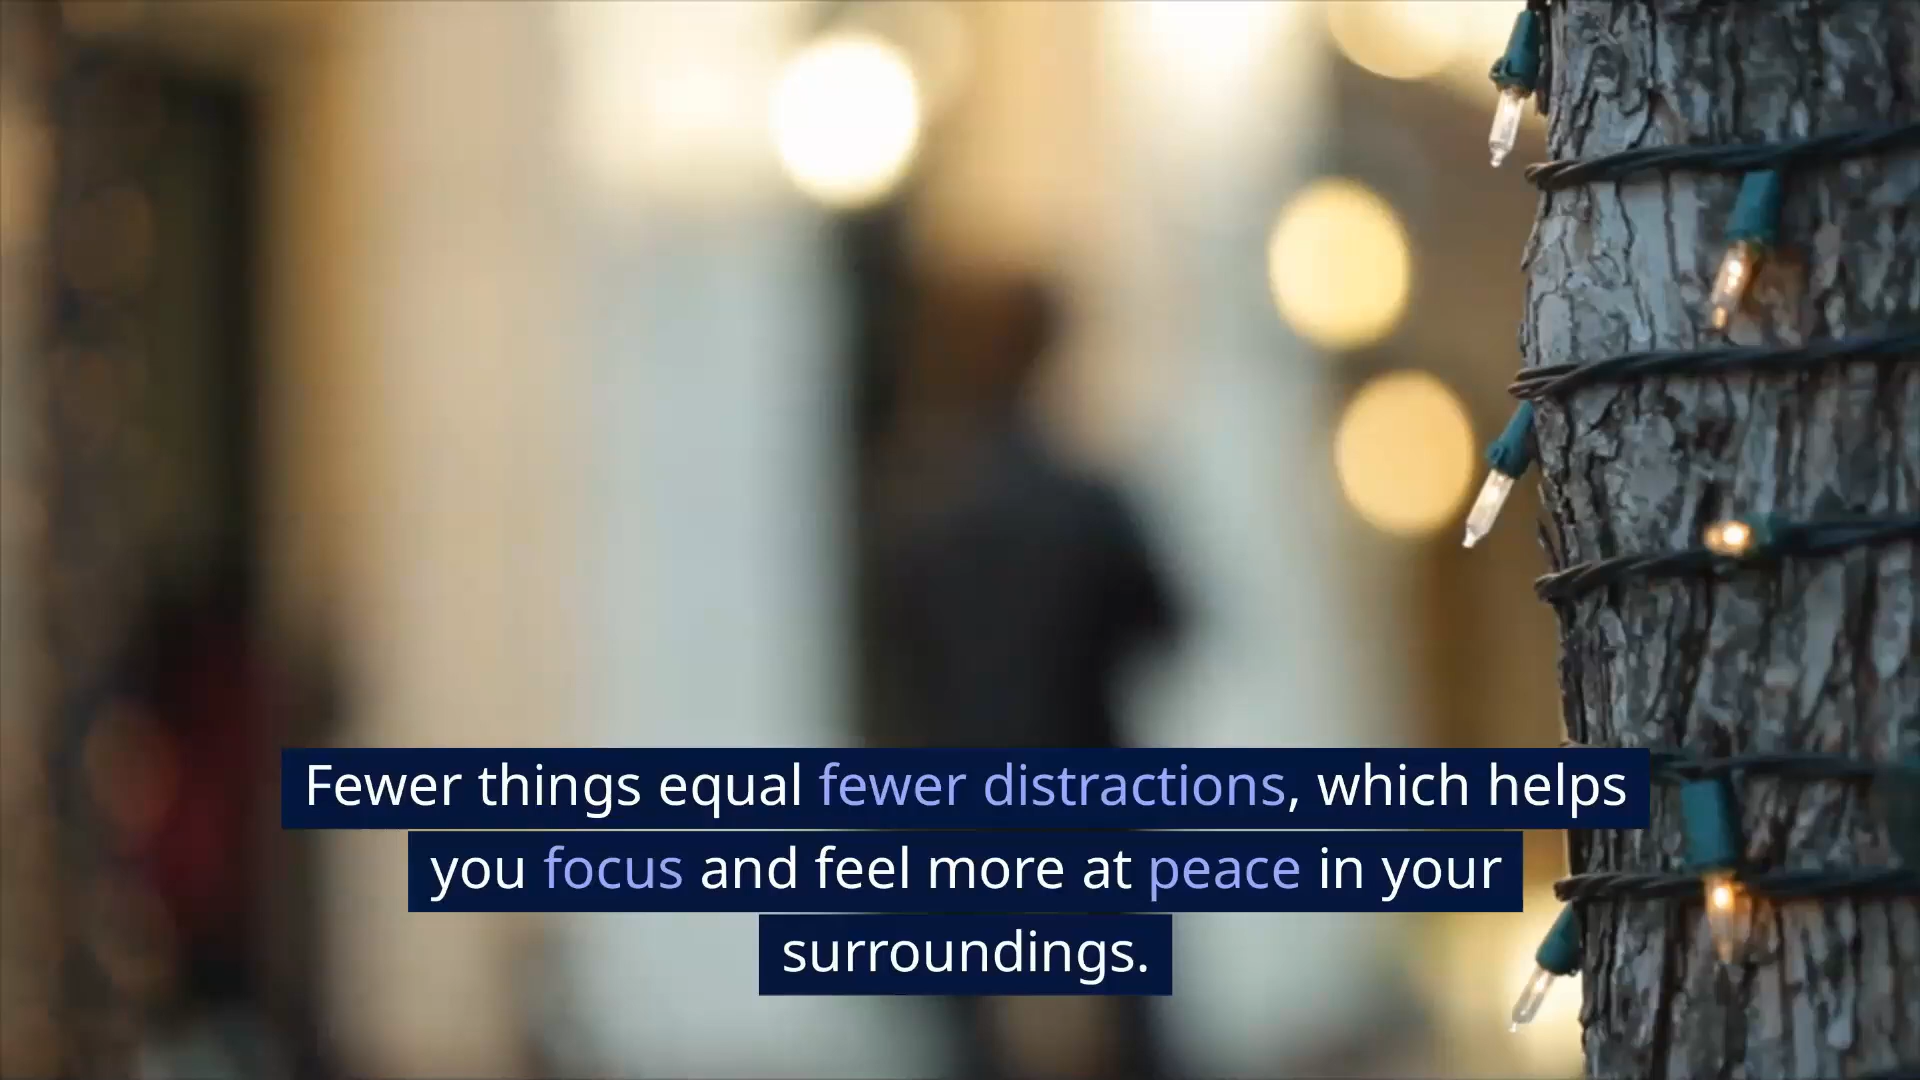 Fewer things equal fewer distractions, which helps
you focus and feel more at peace in your
surroundings.